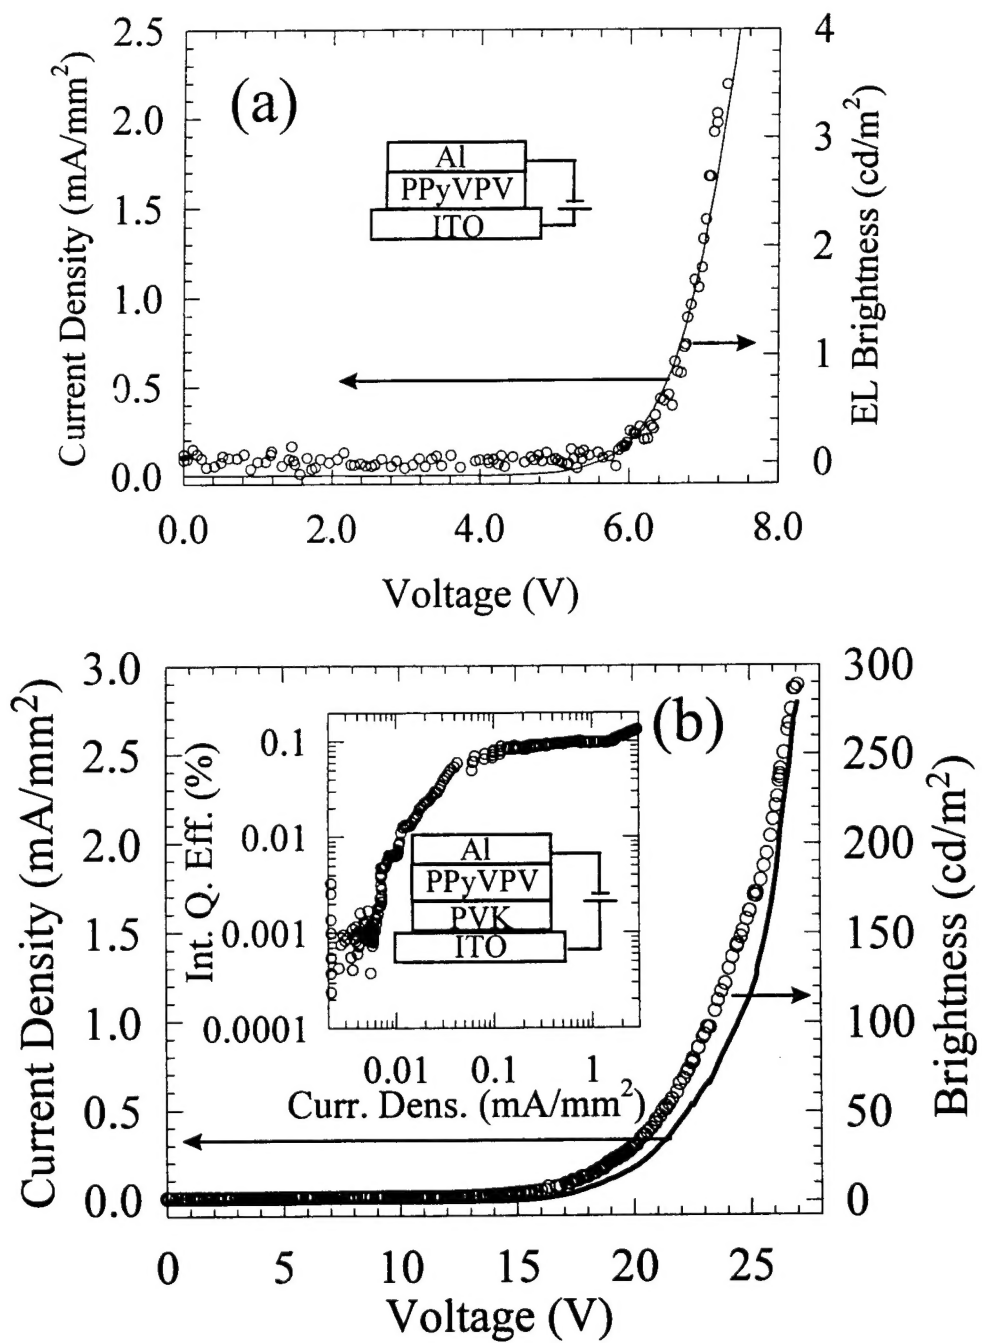 (a)
Current Density (mA/mm²)
2.5
2.0
1.5
1.0
0.5
0.0
EL Brightness (cd/m²)
4
3
2
1
0
Al
PPyVPV
ITO
0.0 2.0 4.0 6.0 8.0
Voltage (V)
(b)
Current Density (mA/mm²)
3.0
2.5
2.0
1.5
1.0
0.5
0.0
Brightness (cd/m²)
300
250
200
150
100
50
0
Int. Q. Eff. (%)
0.1
0.01
0.001
0.0001
Al
PPyVPV
PVK
ITO
0.01 0.1 1
Curr. Dens. (mA/mm²)
0 5 10 15 20 25
Voltage (V)